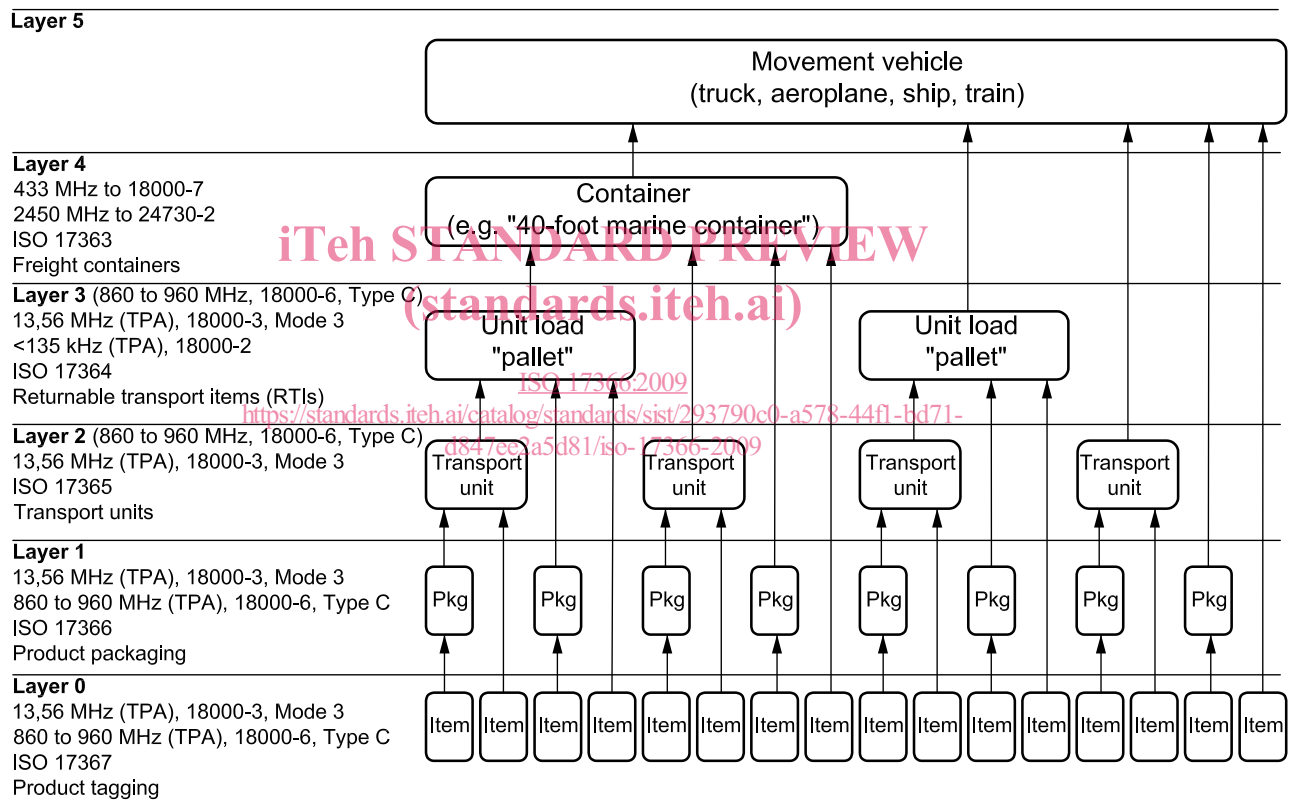 Layer 5
Movement vehicle
(truck, aeroplane, ship, train)
Layer 4
433 MHz to 18000-7
2450 MHz to 24730-2
ISO 17363
Freight containers
Container
(e.g. "40-foot marine container")
iTeh STANDARD PREVIEW
(standards.iteh.ai)
Layer 3 (860 to 960 MHz, 18000-6, Type C)
13,56 MHz (TPA), 18000-3, Mode 3
<135 kHz (TPA), 18000-2
ISO 17364
Returnable transport items (RTIs)
Unit load
"pallet"
Unit load
"pallet"
ISO 17366:2009
https://standards.iteh.ai/catalog/standards/sist/293790c0-a578-44f1-bd71-
d847ee2a5d81/iso-17366-2009
Layer 2 (860 to 960 MHz, 18000-6, Type C)
13,56 MHz (TPA), 18000-3, Mode 3
ISO 17365
Transport units
Transport
unit
Transport
unit
Transport
unit
Transport
unit
Layer 1
13,56 MHz (TPA), 18000-3, Mode 3
860 to 960 MHz (TPA), 18000-6, Type C
ISO 17366
Product packaging
Pkg Pkg Pkg Pkg Pkg Pkg Pkg Pkg
Layer 0
13,56 MHz (TPA), 18000-3, Mode 3
860 to 960 MHz (TPA), 18000-6, Type C
ISO 17367
Product tagging
Item Item Item Item Item Item Item Item Item Item Item Item Item Item Item Item